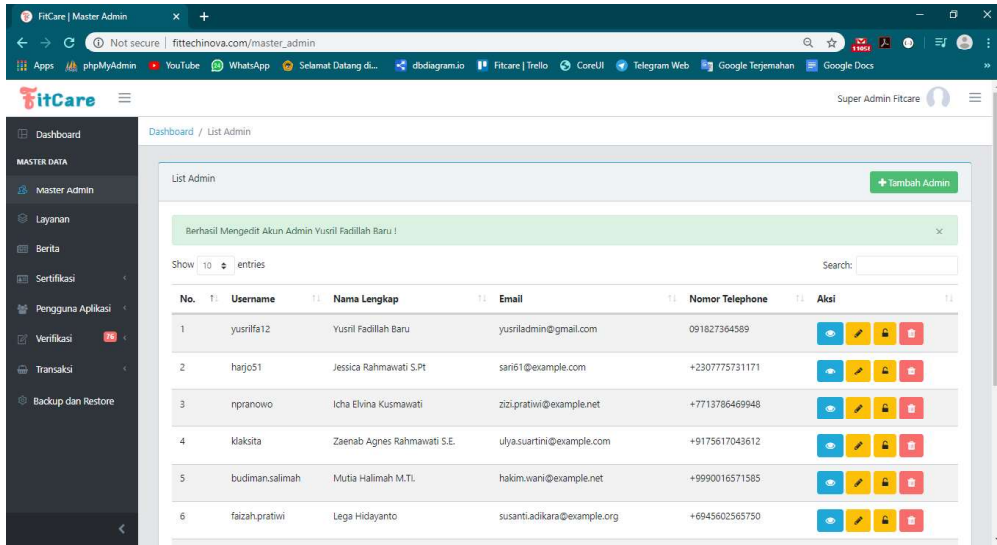 FitCare | Master Admin
Not secure | fittechinova.com/master_admin
Apps phpMyAdmin YouTube WhatsApp Selamat Datang di... dbdiagram.io Fitcare | Trello CoreUI Telegram Web Google Terjemahan Google Docs
FitCare
Super Admin Fitcare
Dashboard
MASTER DATA
Master Admin
Layanan
Berita
Sertifikasi
Pengguna Aplikasi
Verifikasi 76
Transaksi
Backup dan Restore
Dashboard / List Admin
List Admin
+ Tambah Admin
Berhasil Mengedit Akun Admin Yusril Fadillah Baru !
Show 10 entries
Search:
No. Username Nama Lengkap Email Nomor Telephone Aksi
1 yusrilfa12 Yusril Fadillah Baru yusriladmin@gmail.com 091827364589
2 harjo51 Jessica Rahmawati S.Pt sari61@example.com +2307775731171
3 npranowo Icha Elvina Kusmawati zizi.pratiwi@example.net +7713786469948
4 klaksita Zaenab Agnes Rahmawati S.E. ulya.suartini@example.com +9175617043612
5 budiman.salimah Mutia Halimah M.TI. hakim.wani@example.net +9990016571585
6 faizah.pratiwi Lega Hidayanto susanti.adikara@example.org +6945602565750